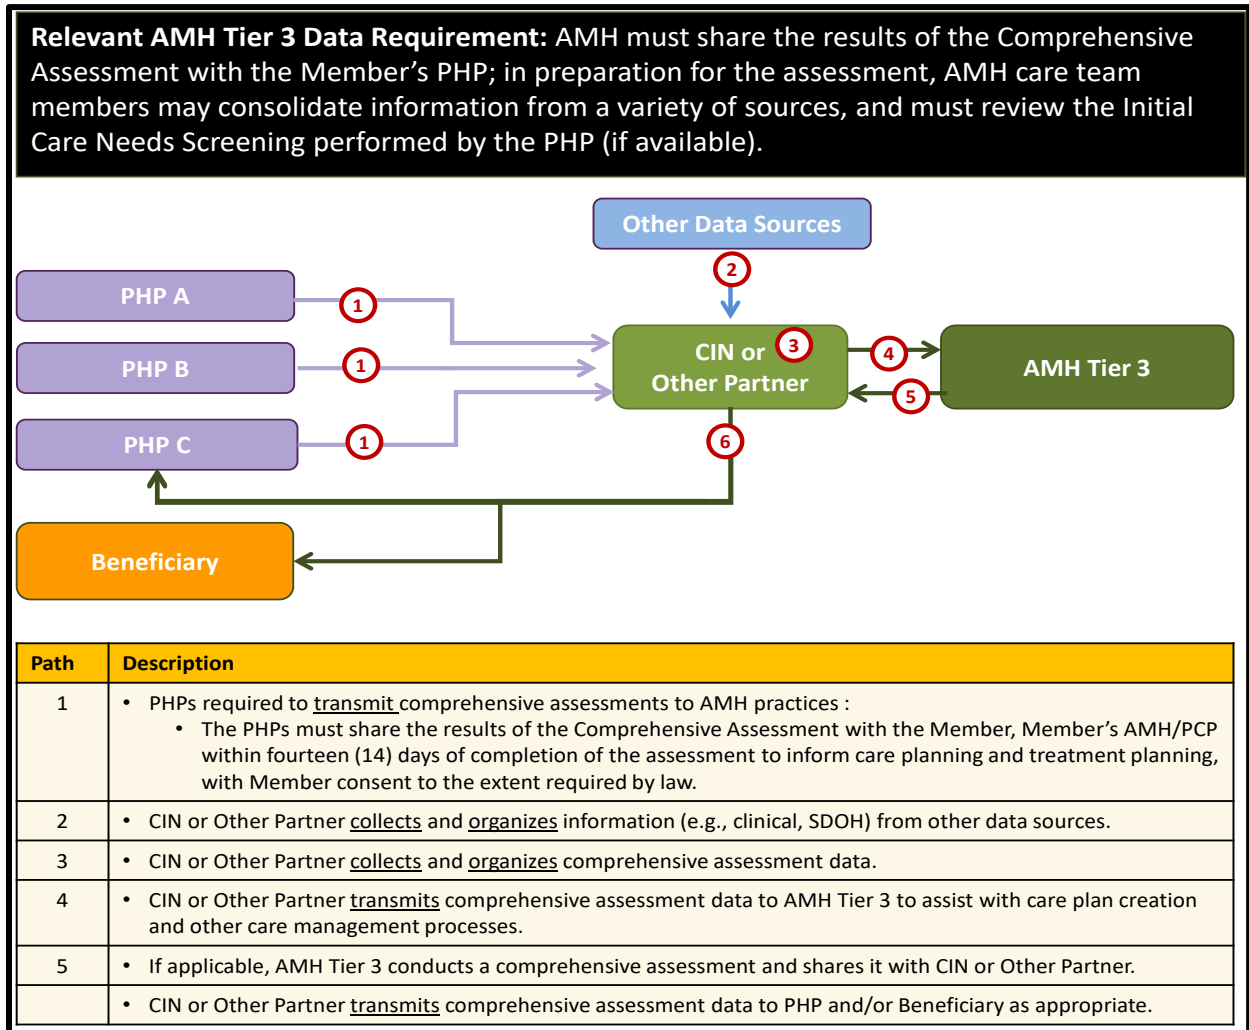 Relevant AMH Tier 3 Data Requirement: AMH must share the results of the Comprehensive
Assessment with the Member's PHP; in preparation for the assessment, AMH care team
members may consolidate information from a variety of sources, and must review the Initial
Care Needs Screening performed by the PHP (if available).
Other Data Sources
2
PHP A
1
PHP B
1
PHP C
1
CIN or
Other Partner
3
4
5
AMH Tier 3
6
Beneficiary
Path Description
1 • PHPs required to transmit comprehensive assessments to AMH practices :
• The PHPs must share the results of the Comprehensive Assessment with the Member, Member's AMH/PCP
within fourteen (14) days of completion of the assessment to inform care planning and treatment planning,
with Member consent to the extent required by law.
2 • CIN or Other Partner collects and organizes information (e.g., clinical, SDOH) from other data sources.
3 • CIN or Other Partner collects and organizes comprehensive assessment data.
4 • CIN or Other Partner transmits comprehensive assessment data to AMH Tier 3 to assist with care plan creation
and other care management processes.
5 • If applicable, AMH Tier 3 conducts a comprehensive assessment and shares it with CIN or Other Partner.
• CIN or Other Partner transmits comprehensive assessment data to PHP and/or Beneficiary as appropriate.